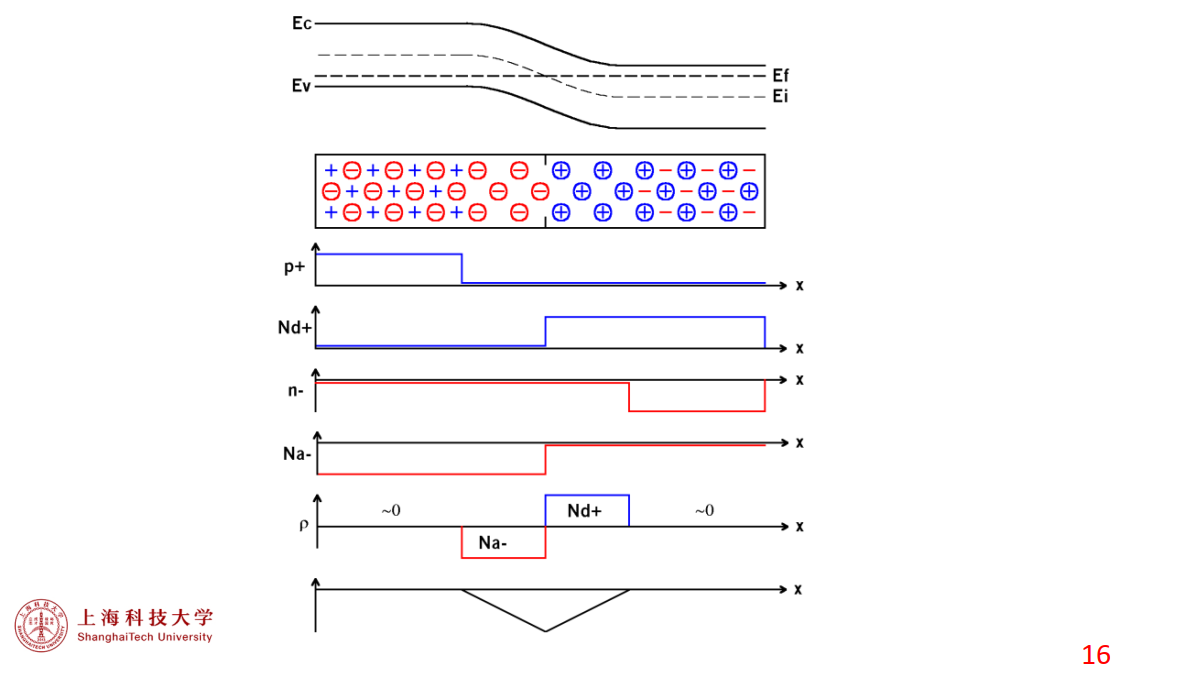 Ec
Ef
Ev
Ei
p+
x
Nd+
x
n-
x
Na-
x
~0
Nd+
~0
ρ
x
Na-
x
上海科技大学
ShanghaiTech University
16